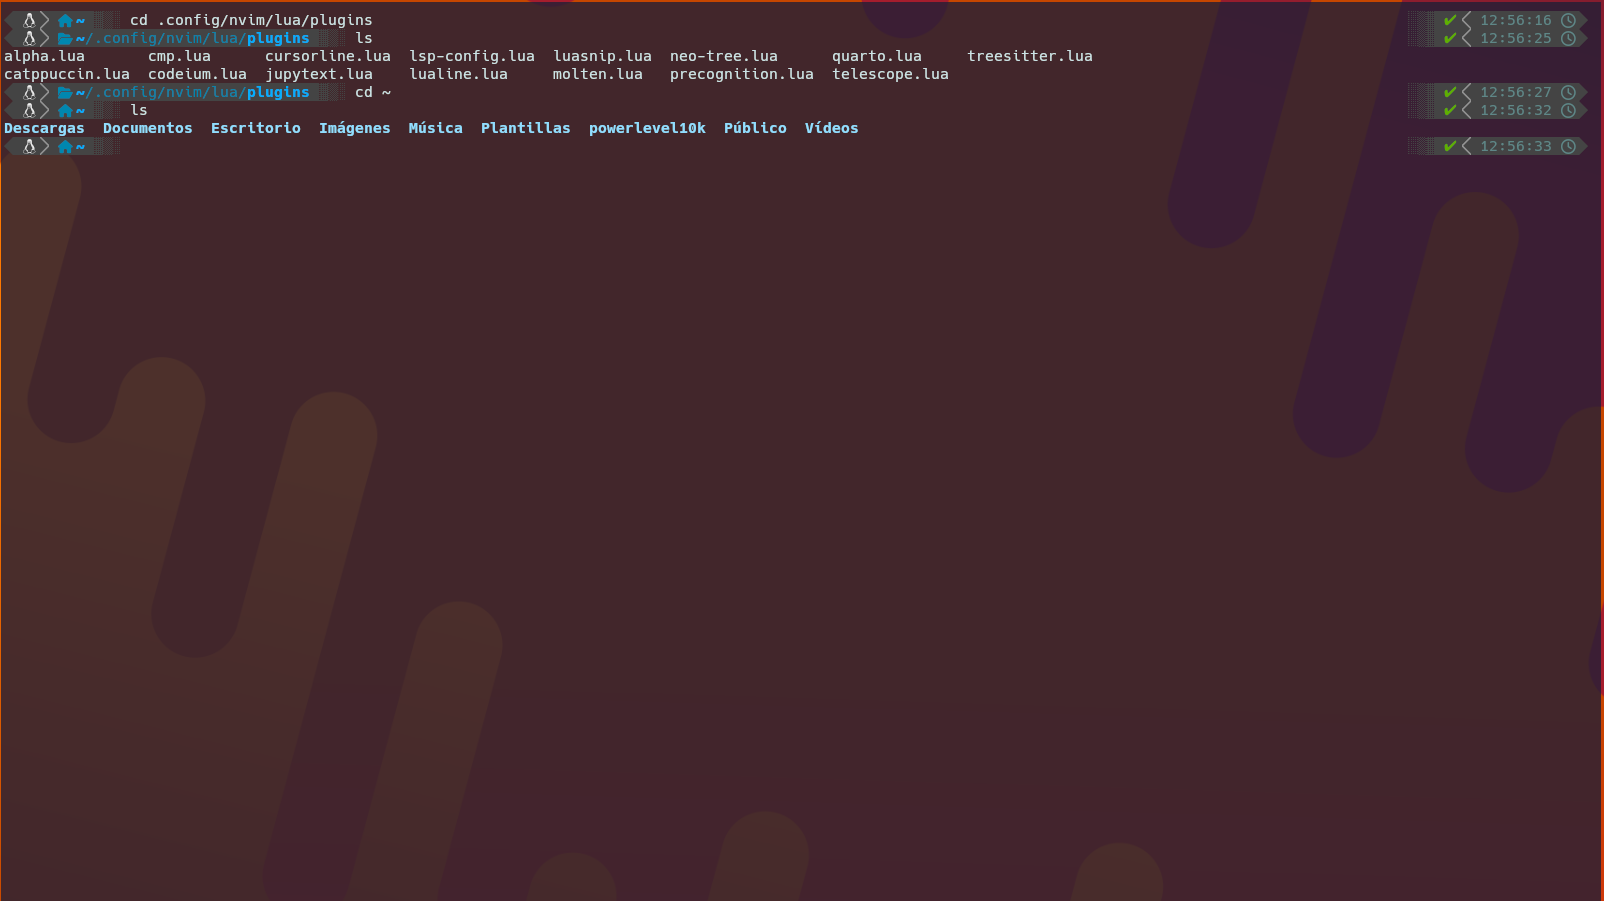 ~ cd .config/nvim/lua/plugins 12:56:16
~/.config/nvim/lua/plugins ls 12:56:25
alpha.lua cmp.lua cursorline.lua lsp-config.lua luasnip.lua neo-tree.lua quarto.lua treesitter.lua
catppuccin.lua codeium.lua jupytext.lua lualine.lua molten.lua precognition.lua telescope.lua
~/.config/nvim/lua/plugins cd ~ 12:56:27
~ ls 12:56:32
Descargas Documentos Escritorio Imágenes Música Plantillas powerlevel10k Público Vídeos
~ 12:56:33